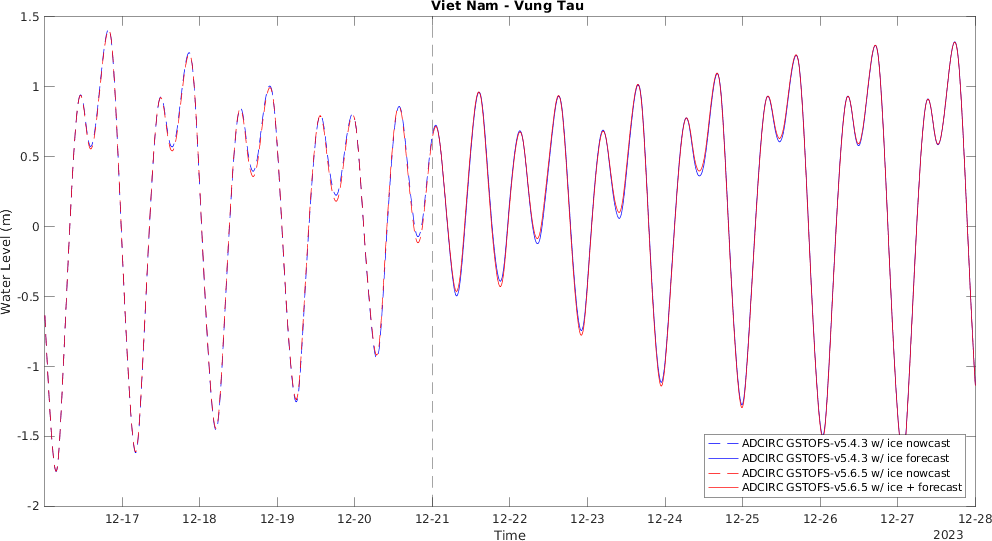 Viet Nam - Vung Tau
Water Level (m)
1.5
1
0.5
0
-0.5
-1
-1.5
-2
ADCIRC GSTOFS-v5.4.3 w/ ice nowcast
ADCIRC GSTOFS-v5.4.3 w/ ice forecast
ADCIRC GSTOFS-v5.6.5 w/ ice nowcast
ADCIRC GSTOFS-v5.6.5 w/ ice + forecast
12-17 12-18 12-19 12-20 12-21 12-22 12-23 12-24 12-25 12-26 12-27 12-28
Time
2023